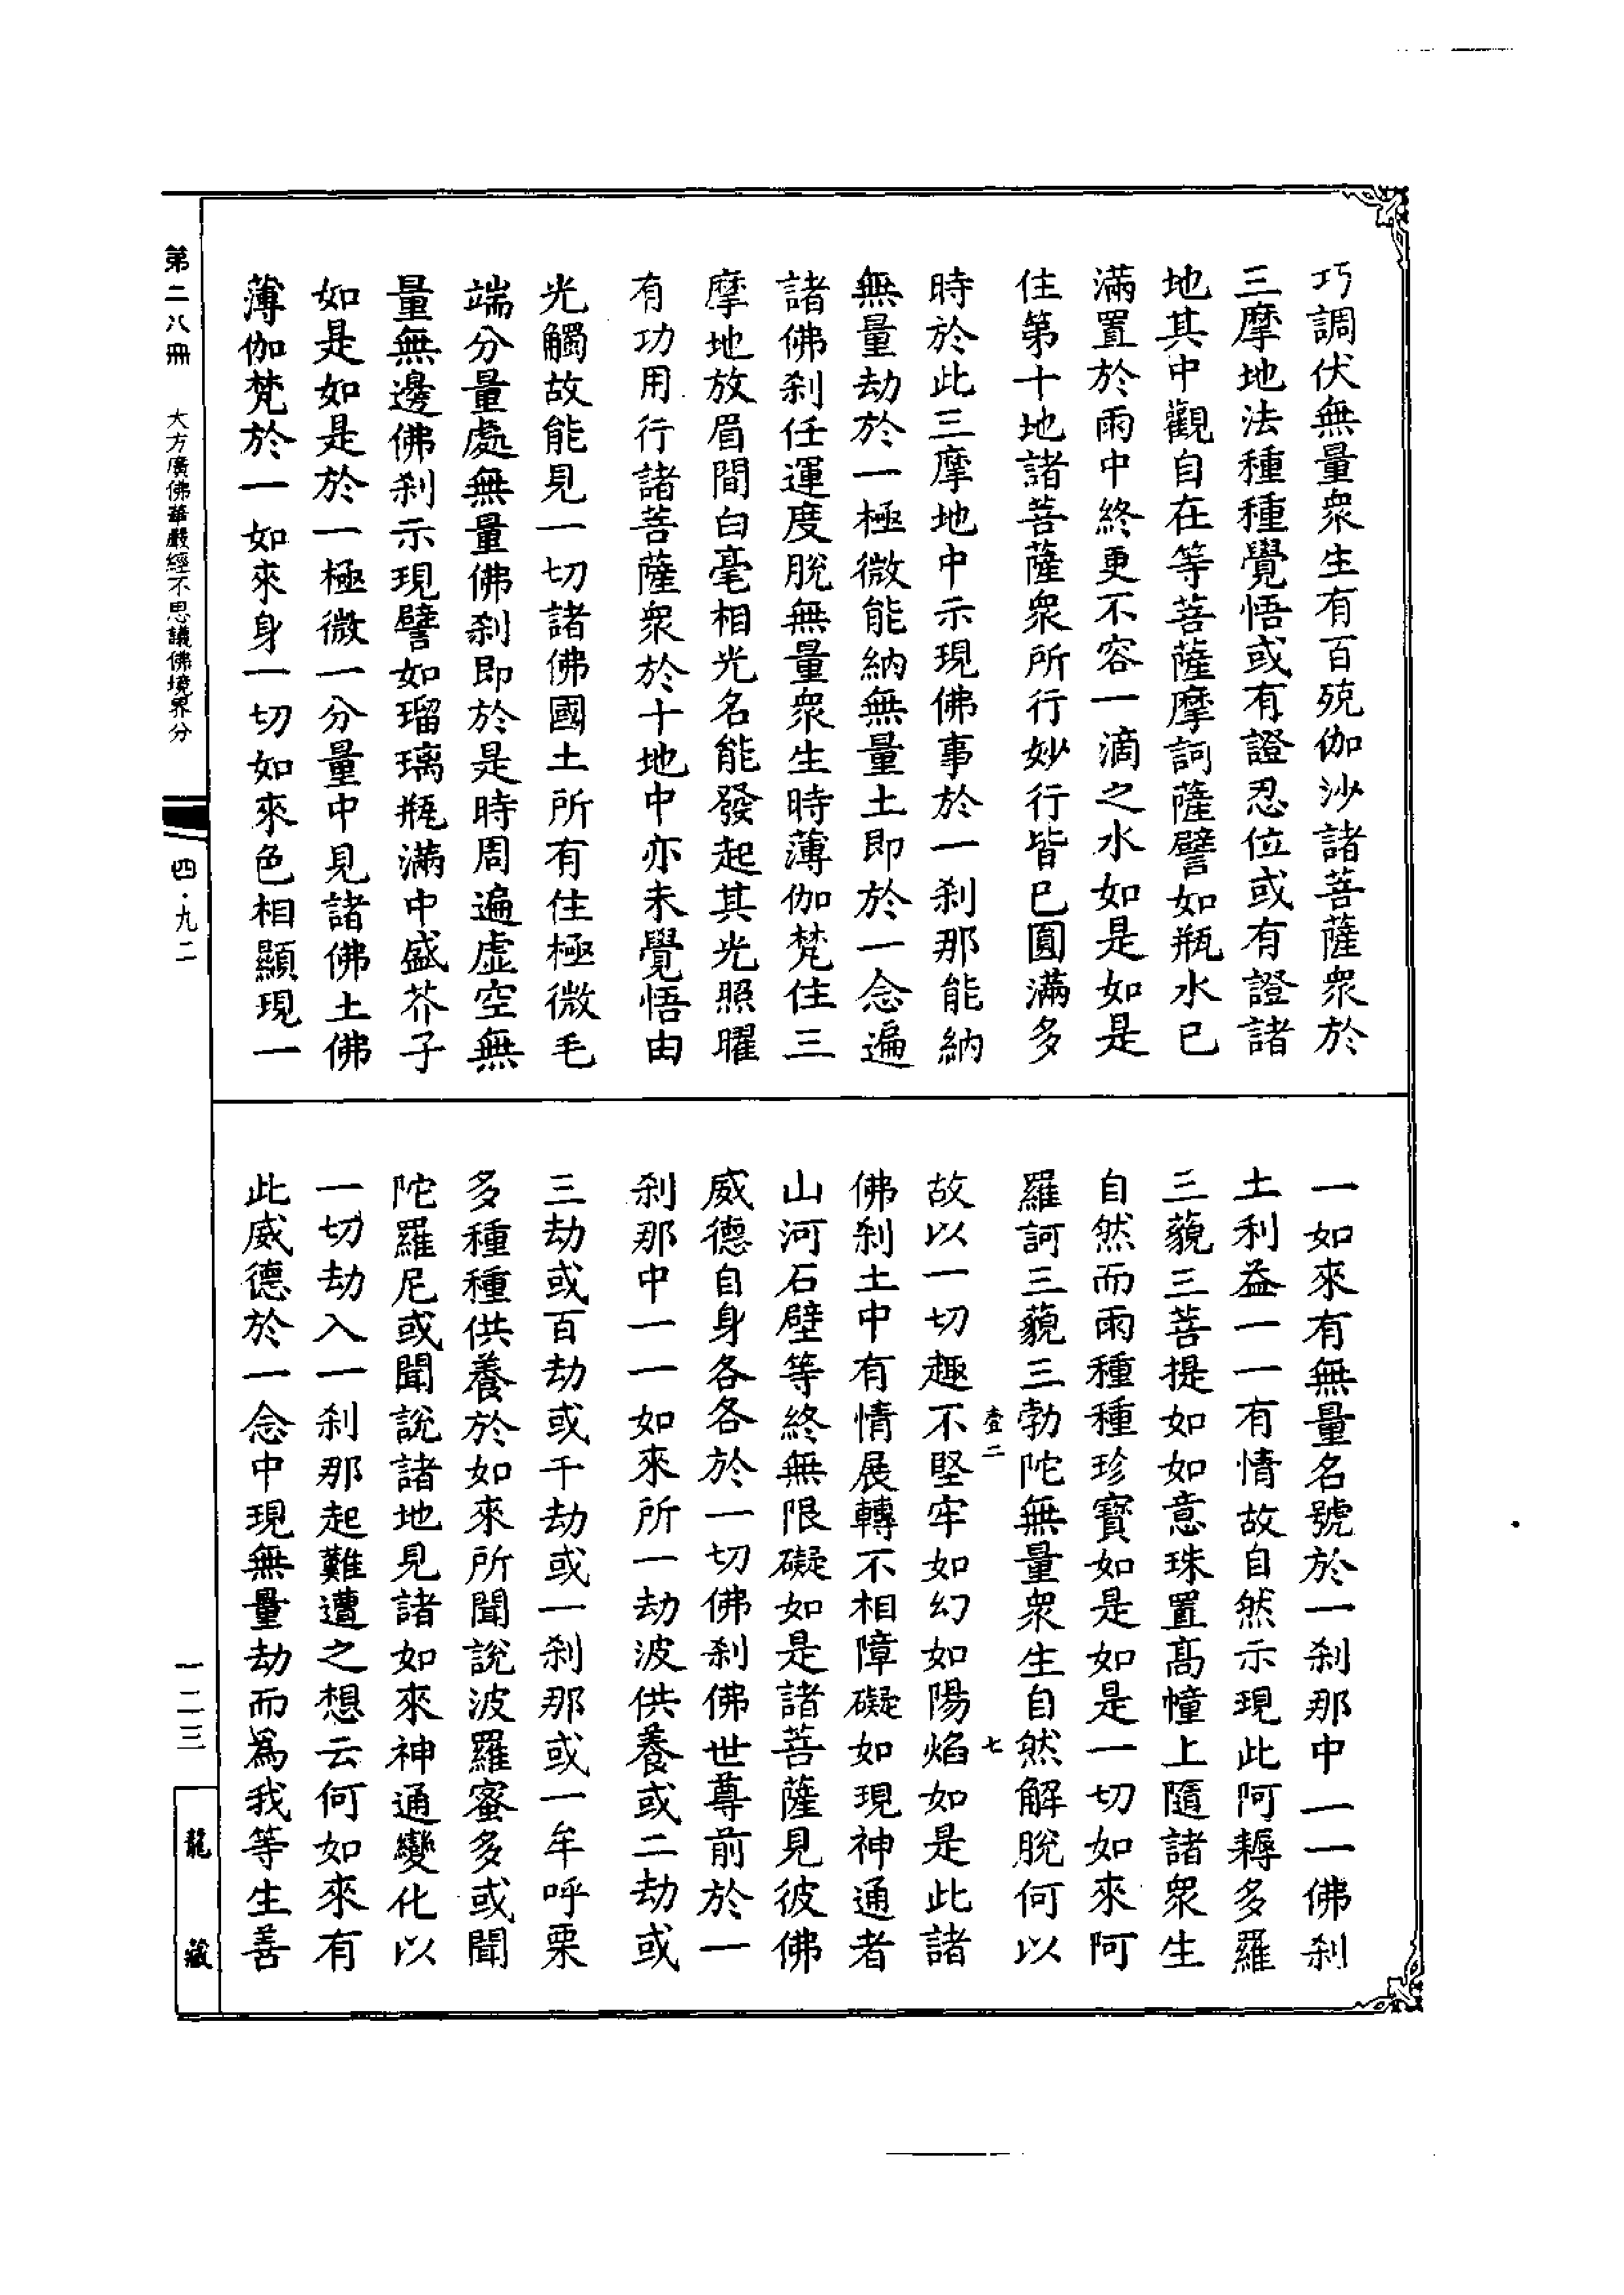 巧調伏無量衆生有百殑伽沙諸菩薩衆於
三摩地法種種覺悟或有證忍位或有證諸
地其中觀自在等菩薩摩訶薩譬如瓶水已
滿置於雨中終更不容一滴之水如是如是
住第十地諸菩薩衆所行妙行皆已圓滿多
時於此三摩地中示現佛事於一刹那能納
無量劫於一極微能納無量土即於一念遍
諸佛刹任運度脫無量衆生時薄伽梵住三
摩地放眉間白毫相光名能發起其光照曜
有功用行諸菩薩衆於十地中亦未覺悟由
光觸故能見一切諸佛國土所有住極微毛
端分量處無量佛刹即於是時周遍虛空無
量無邊佛刹示現譬如瑠璃瓶滿中盛芥子
如是如是於一極微一分量中見諸佛土佛
薄伽梵於一如來身一切如來色相顯現一
一如來有無量名號於一刹那中一一佛刹
土利益一一有情故自然示現此阿耨多羅
三藐三菩提如如意珠置髙幢上隨諸衆生
自然而雨種種珍寳如是如是一切如來阿
羅訶三藐三勃陀無量衆生自然解脫何以
故以一切趣不堅牢如幻如陽焰如是此諸
佛刹土中有情展轉不相障礙如現神通者
山河石壁等終無限礙如是諸菩薩見彼佛
威德自身各各於一切佛刹佛世尊前於一
刹那中一一如來所一劫波供養或二劫或
三劫或百劫或千劫或一刹那或一牟呼栗
多種種供養於如來所聞說波羅蜜多或聞
陀羅尼或聞說諸地見諸如來神通變化以
一切劫入一刹那起難遭之想云何如來有
此威德於一念中現無量劫而爲我等生善
壹二
七
第二八冊 大方廣佛華嚴經不思議佛境界分
四·九二
一二三
龍藏